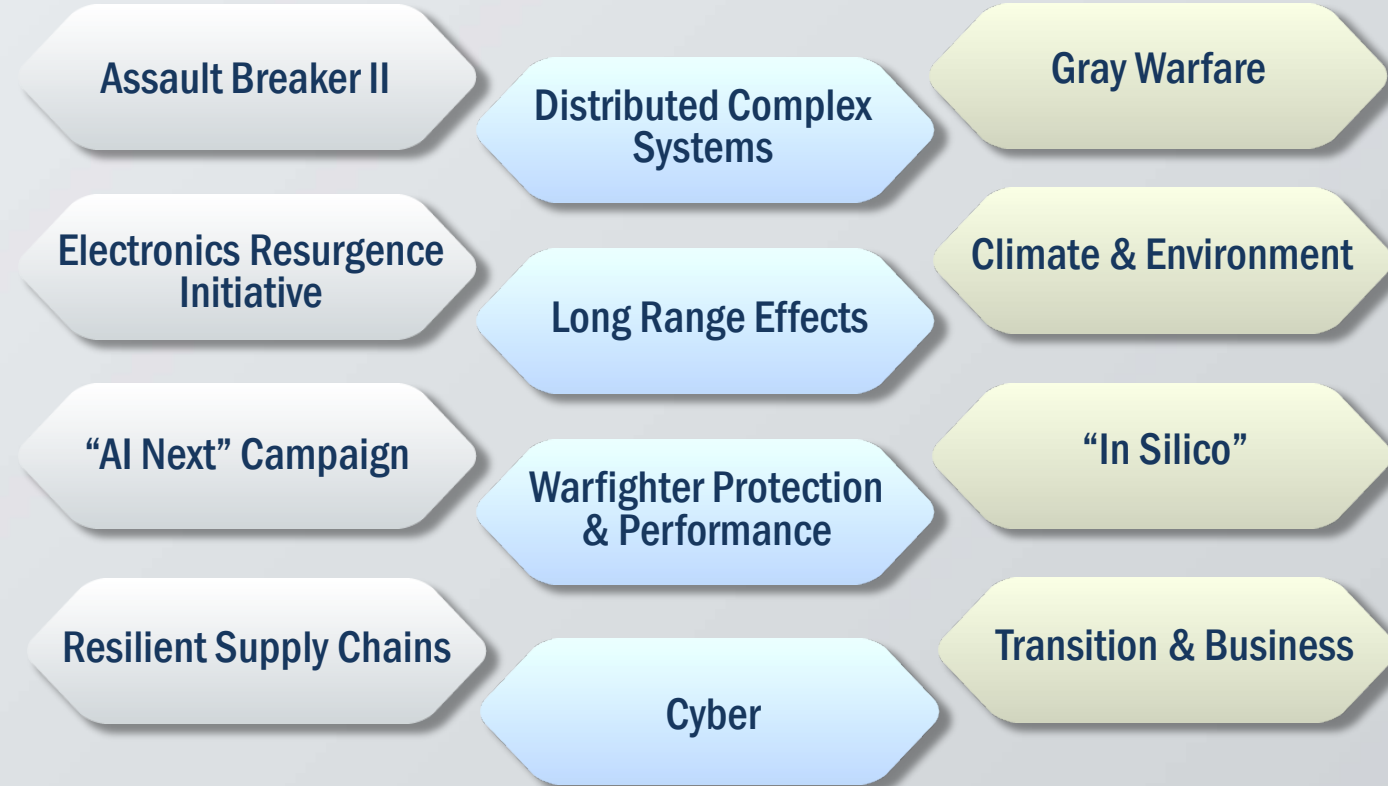 Assault Breaker II
Electronics Resurgence
Initiative
“AI Next” Campaign
Resilient Supply Chains
Distributed Complex
Systems
Long Range Effects
Warfighter Protection
& Performance
Cyber
Gray Warfare
Climate & Environment
“In Silico”
Transition & Business